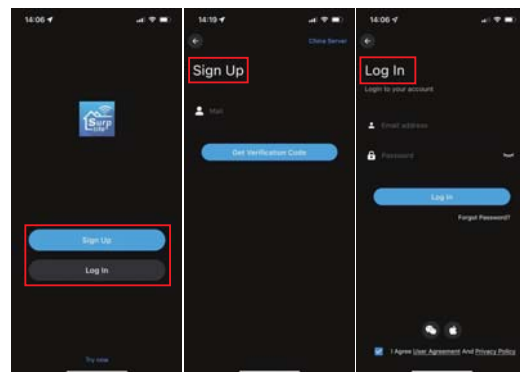 14:06
Surp
life
Sign Up
Log In
Try now
14:19
China Server
Sign Up
Mail
Get Verification Code
14:06
Log In
Login to your account
Email address
Password
Log In
Forgot Password?
I Agree User Agreement And Privacy Policy